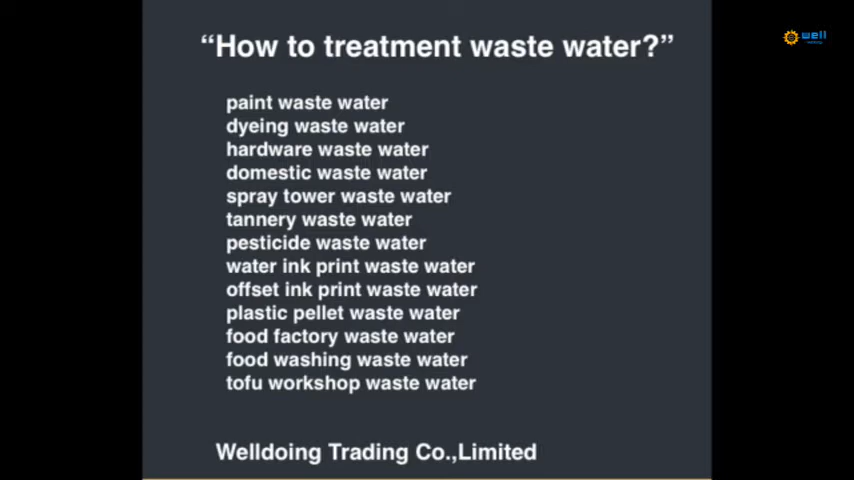 “How to treatment waste water?”
well
paint waste water
dyeing waste water
hardware waste water
domestic waste water
spray tower waste water
tannery waste water
pesticide waste water
water ink print waste water
offset ink print waste water
plastic pellet waste water
food factory waste water
food washing waste water
tofu workshop waste water
Welldoing Trading Co.,Limited